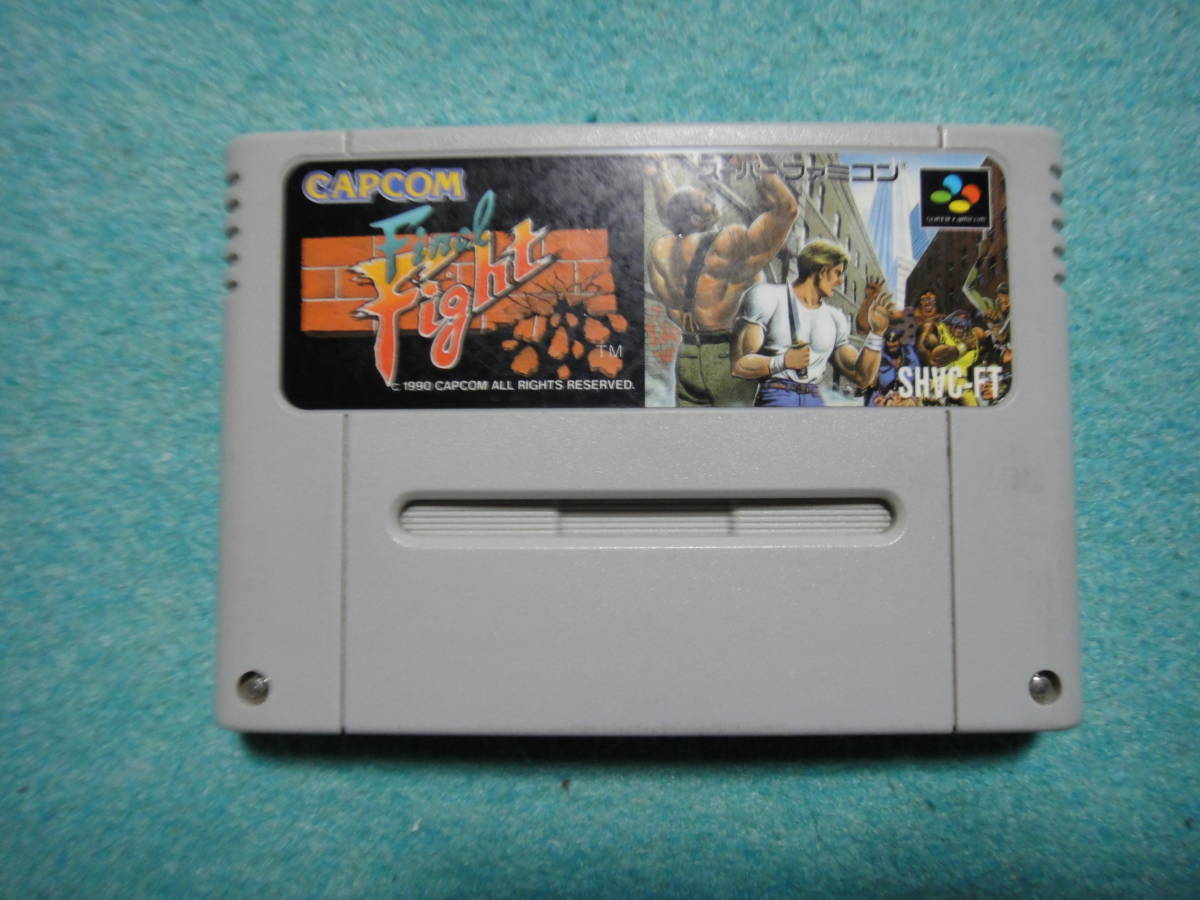 CAPCOM
Final
Fight
TM
© 1990 CAPCOM ALL RIGHTS RESERVED.
スーパーファミコン
SHVC-FT